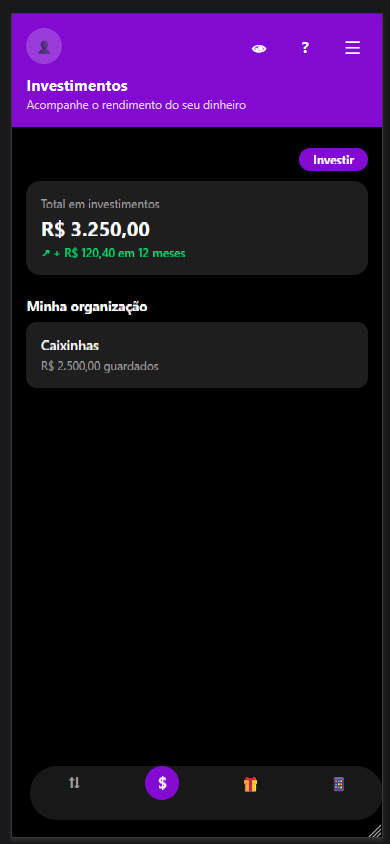 ?
Investimentos
Acompanhe o rendimento do seu dinheiro
Investir
Total em investimentos
R$ 3.250,00
↗ + R$ 120,40 em 12 meses
Minha organização
Caixinhas
R$ 2.500,00 guardados
$